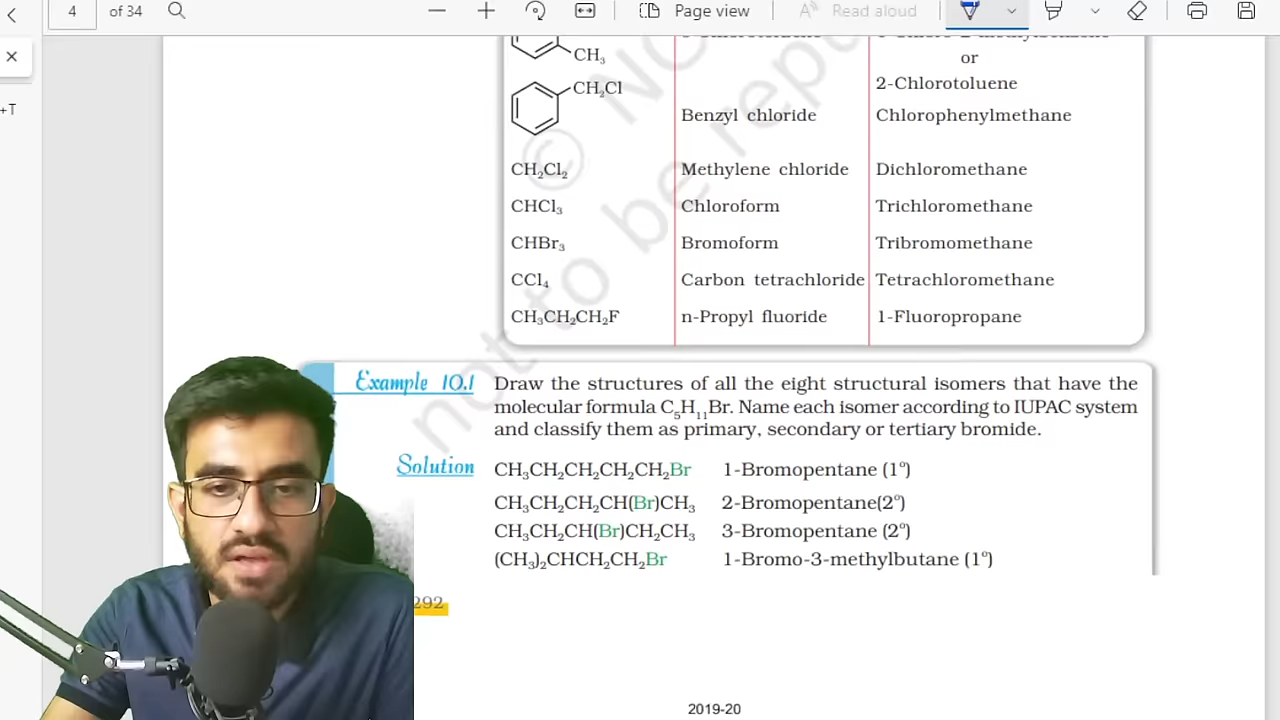 4 of 34 Page view Read aloud
+T
CH₃
or
2-Chlorotoluene
CH₂Cl
Benzyl chloride Chlorophenylmethane
CH₂Cl₂ Methylene chloride Dichloromethane
CHCl₃ Chloroform Trichloromethane
CHBr₃ Bromoform Tribromomethane
CCl₄ Carbon tetrachloride Tetrachloromethane
CH₃CH₂CH₂F n-Propyl fluoride 1-Fluoropropane
© NC
not to be repu
Example 10.1 Draw the structures of all the eight structural isomers that have the
molecular formula C₅H₁₁Br. Name each isomer according to IUPAC system
and classify them as primary, secondary or tertiary bromide.
Solution CH₃CH₂CH₂CH₂CH₂Br 1-Bromopentane (1°)
CH₃CH₂CH₂CH(Br)CH₃ 2-Bromopentane(2°)
CH₃CH₂CH(Br)CH₂CH₃ 3-Bromopentane (2°)
(CH₃)₂CHCH₂CH₂Br 1-Bromo-3-methylbutane (1°)
292
2019-20